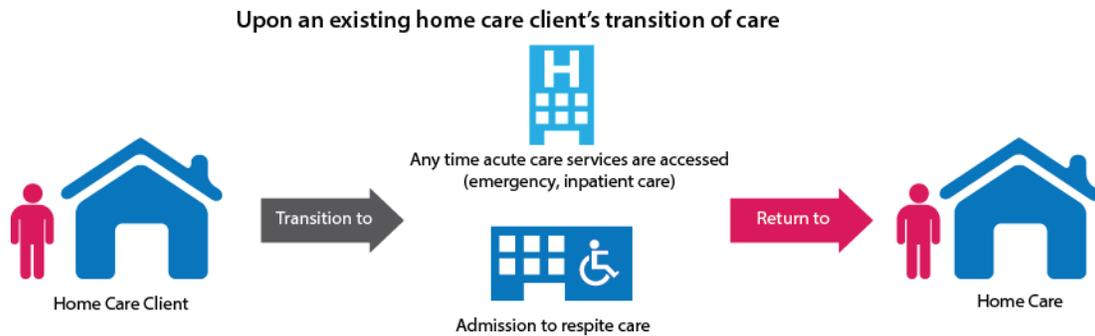 Upon an existing home care client's transition of care
H
Any time acute care services are accessed
(emergency, inpatient care)
Transition to
Return to
Home Care Client
Admission to respite care
Home Care